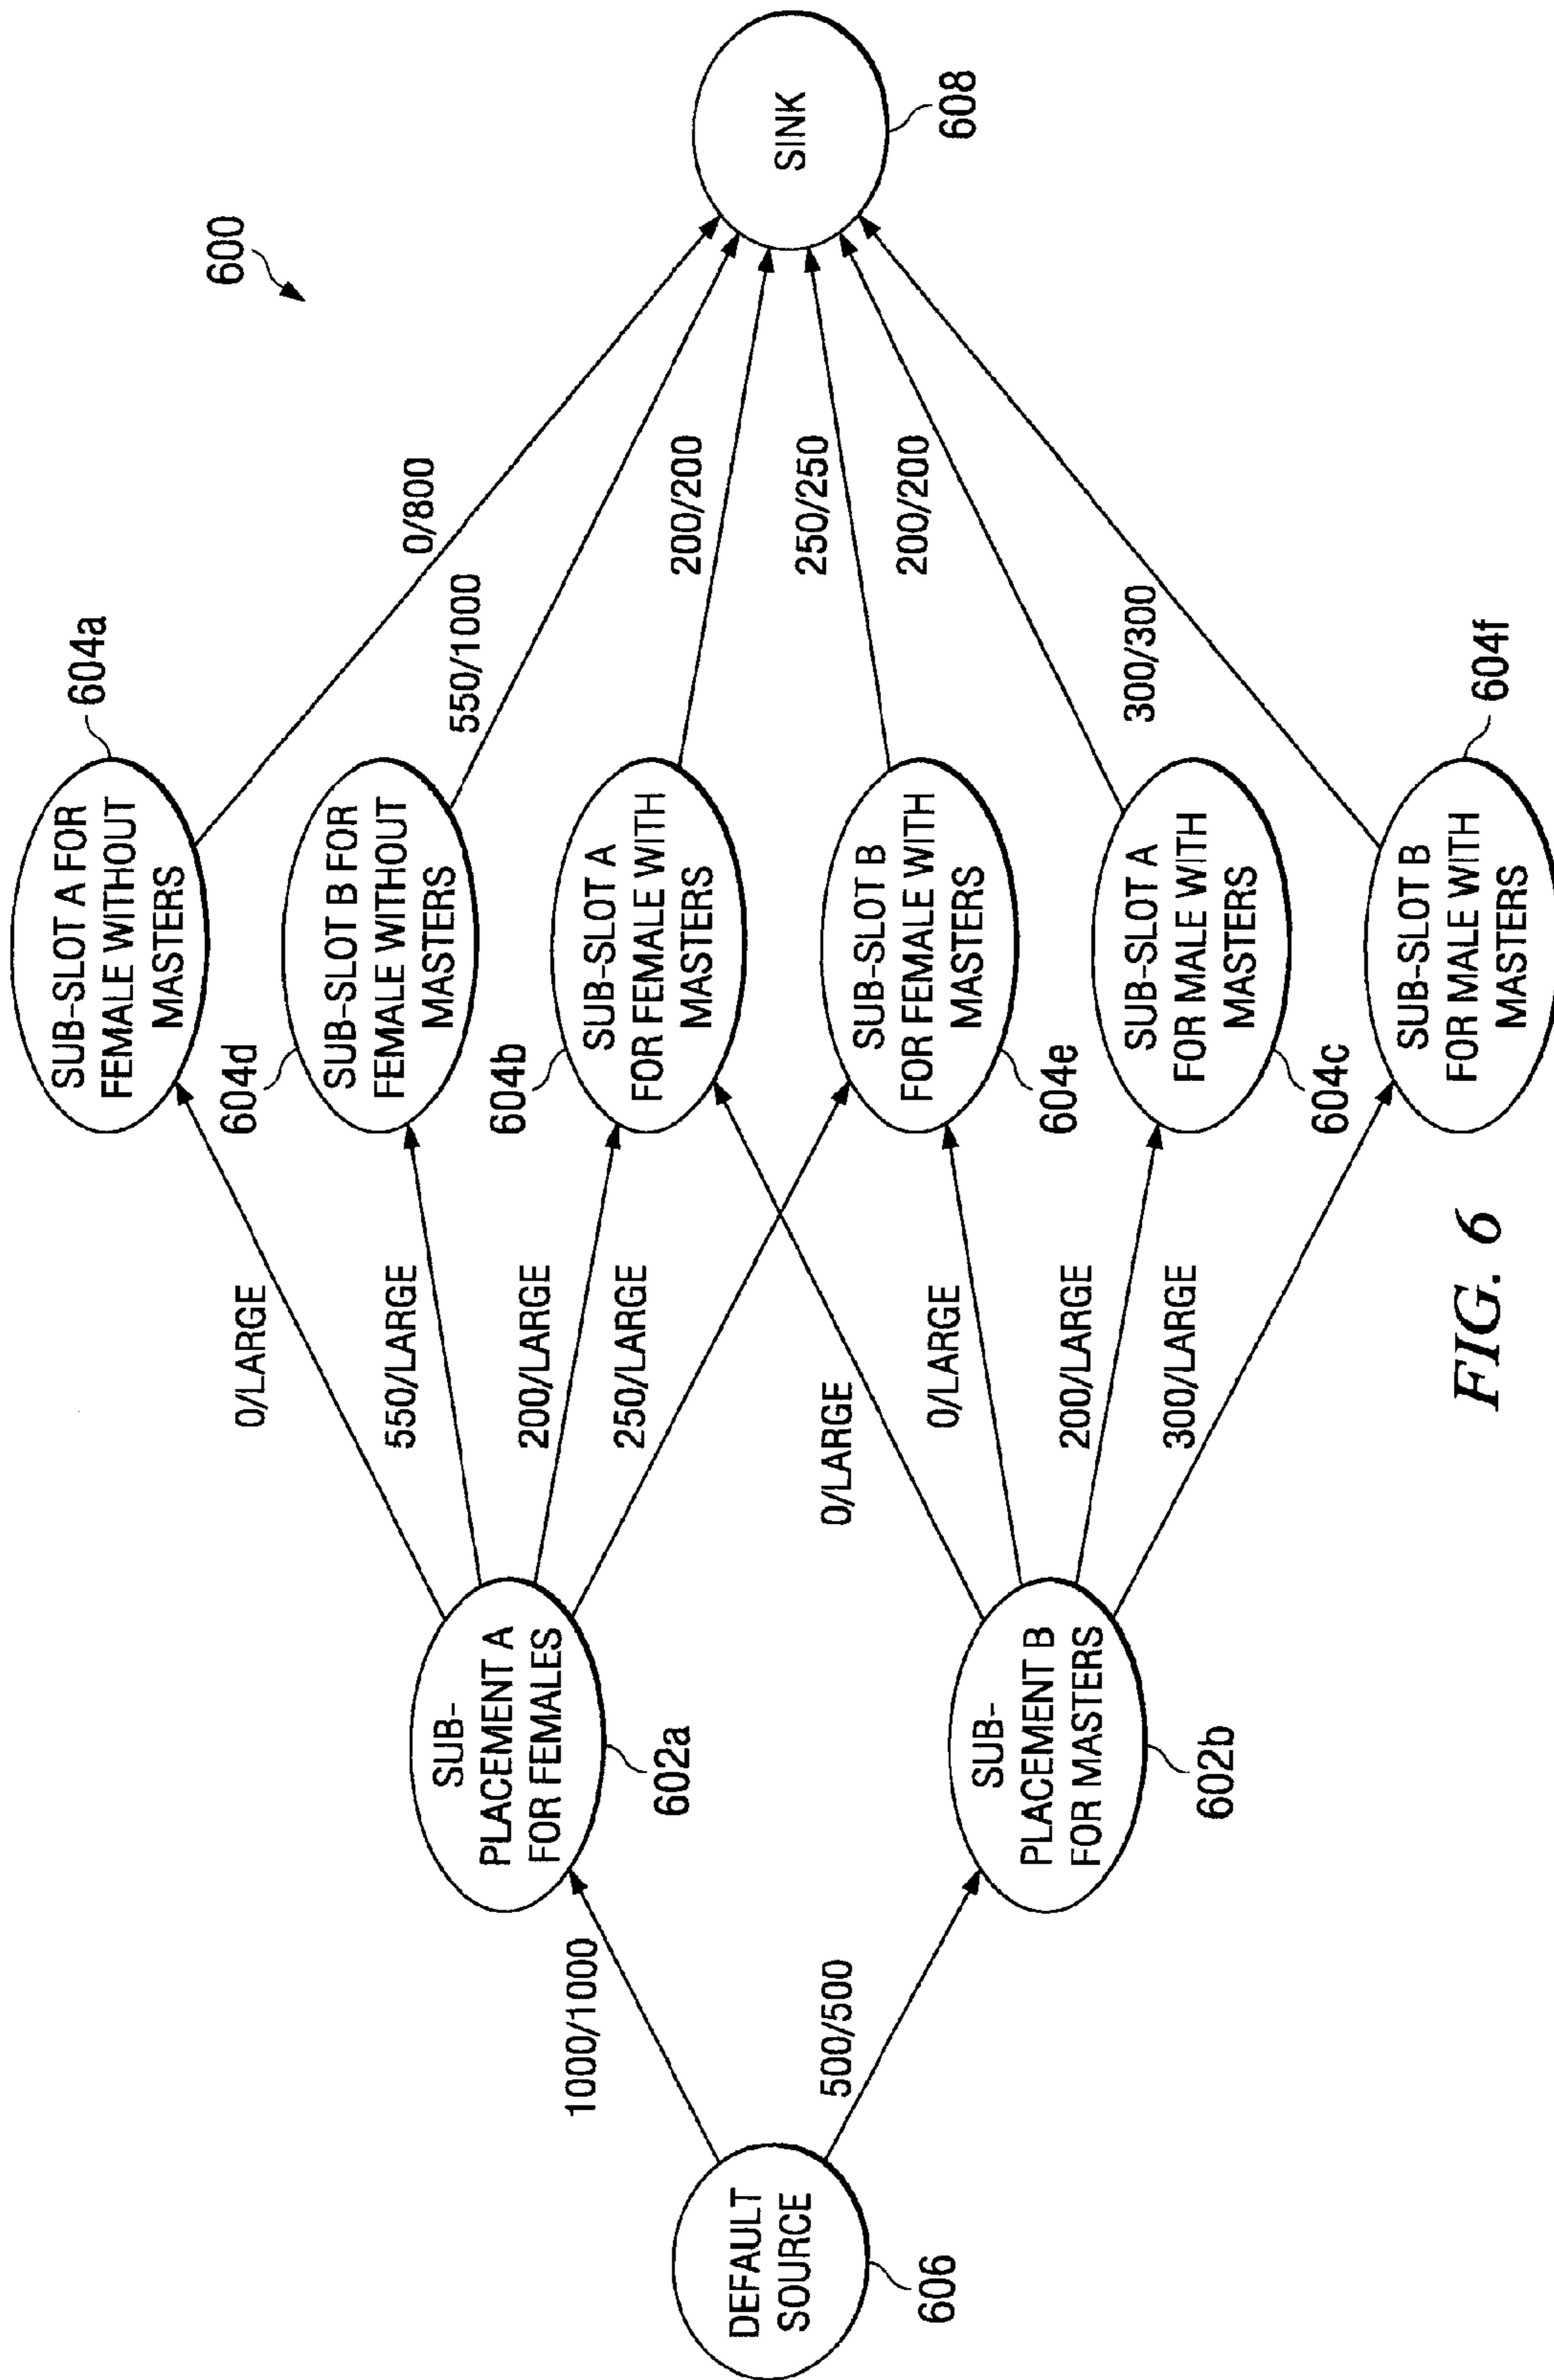 600
DEFAULT
SOURCE
606
1000/1000
500/500
SUB-
PLACEMENT A
FOR FEMALES
602a
SUB-
PLACEMENT B
FOR MASTERS
602b
0/LARGE
550/LARGE
200/LARGE
250/LARGE
0/LARGE
0/LARGE
200/LARGE
300/LARGE
SUB-SLOT A FOR
FEMALE WITHOUT
MASTERS
604a
SUB-SLOT B FOR
FEMALE WITHOUT
MASTERS
604d
SUB-SLOT A
FOR FEMALE WITH
MASTERS
604b
SUB-SLOT B
FOR FEMALE WITH
MASTERS
604e
SUB-SLOT A
FOR MALE WITH
MASTERS
604c
SUB-SLOT B
FOR MALE WITH
MASTERS
604f
0/800
550/1000
200/200
250/250
200/200
300/300
SINK
608
FIG. 6